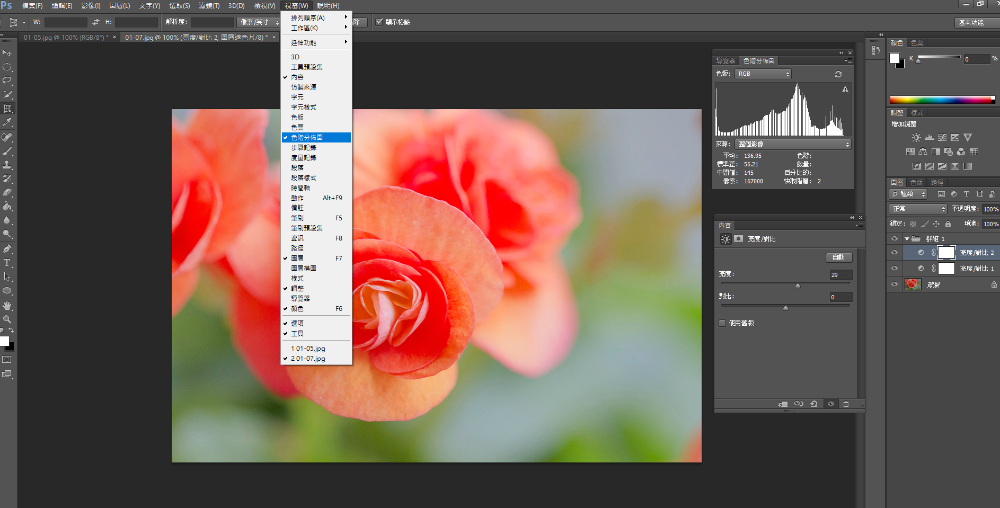 Ps 檔案(F) 編輯(E) 影像(I) 圖層(L) 文字(Y) 選取(S) 濾鏡(T) 3D(D) 檢視(V) 視窗(W) 說明(H)
W: H: 解析度: 像素/英寸 除 顯示格點 基本功能
01-05.jpg @ 100% (RGB/8*) * × 01-07.jpg @ 100% (亮度/對比 2, 圖層遮色片/8) * ×
排列順序(A)
工作區(K)
延伸功能
3D
工具預設集
內容
仿製來源
字元
字元樣式
色版
色票
色階分佈圖
步驟記錄
度量記錄
段落
段落樣式
時間軸
動作 Alt+F9
備註
筆刷 F5
筆刷預設集
資訊 F8
路徑
圖層 F7
圖層構圖
樣式
調整
導覽器
顏色 F6
選項
工具
1 01-05.jpg
2 01-07.jpg
導覽器 色階分佈圖
色版: RGB
來源: 整個影像
平均: 136.95 色階:
標準差: 56.21 數量:
中間值: 145 百分比的:
像素: 167000 快取階層: 2
內容
亮度/對比
自動
亮度: 29
對比: 0
使用舊版
顏色 色票
K 0 %
調整 樣式
增加調整
圖層 色版 路徑
種類
正常 不透明度: 100%
鎖定: 填滿: 100%
群組 1
亮度/對比 2
亮度/對比 1
背景